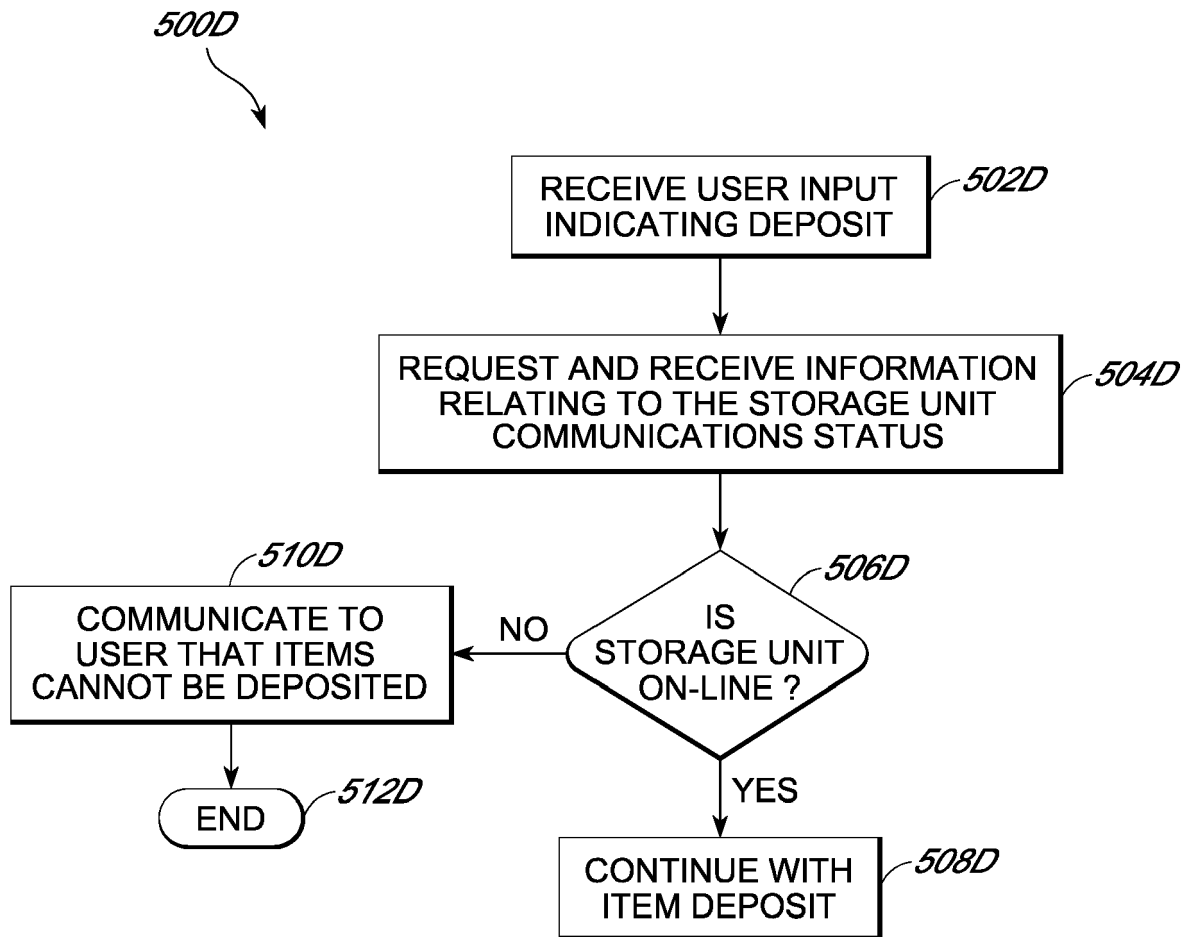 500D
RECEIVE USER INPUT
INDICATING DEPOSIT
502D
REQUEST AND RECEIVE INFORMATION
RELATING TO THE STORAGE UNIT
COMMUNICATIONS STATUS
504D
IS
STORAGE UNIT
ON-LINE ?
506D
NO
510D
COMMUNICATE TO
USER THAT ITEMS
CANNOT BE DEPOSITED
END
512D
YES
CONTINUE WITH
ITEM DEPOSIT
508D